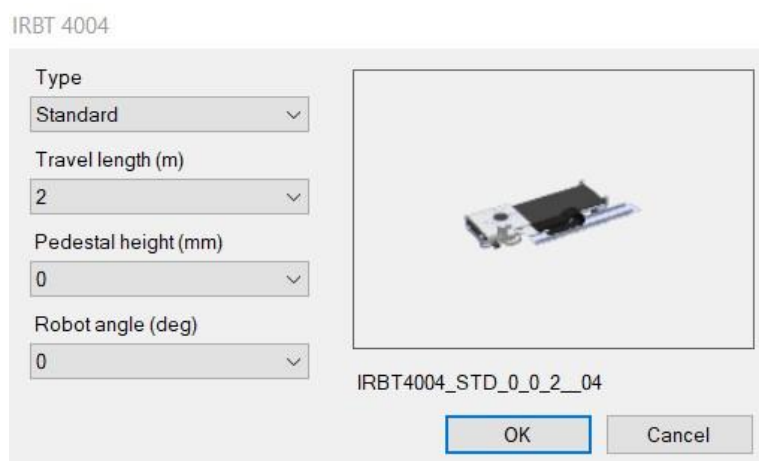 IRBT 4004
Type
Standard
Travel length (m)
2
Pedestal height (mm)
0
Robot angle (deg)
0
IRBT4004_STD_0_0_2__04
OK Cancel